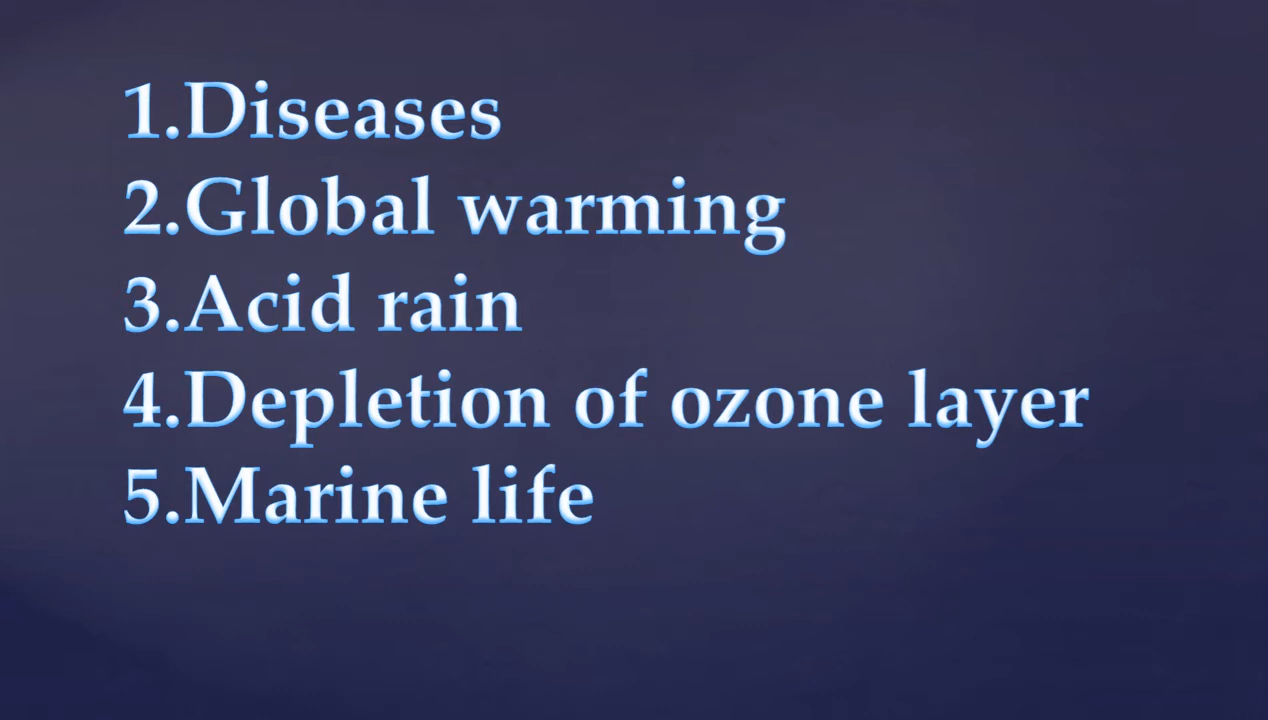 1.Diseases
2.Global warming
3.Acid rain
4.Depletion of ozone layer
5.Marine life